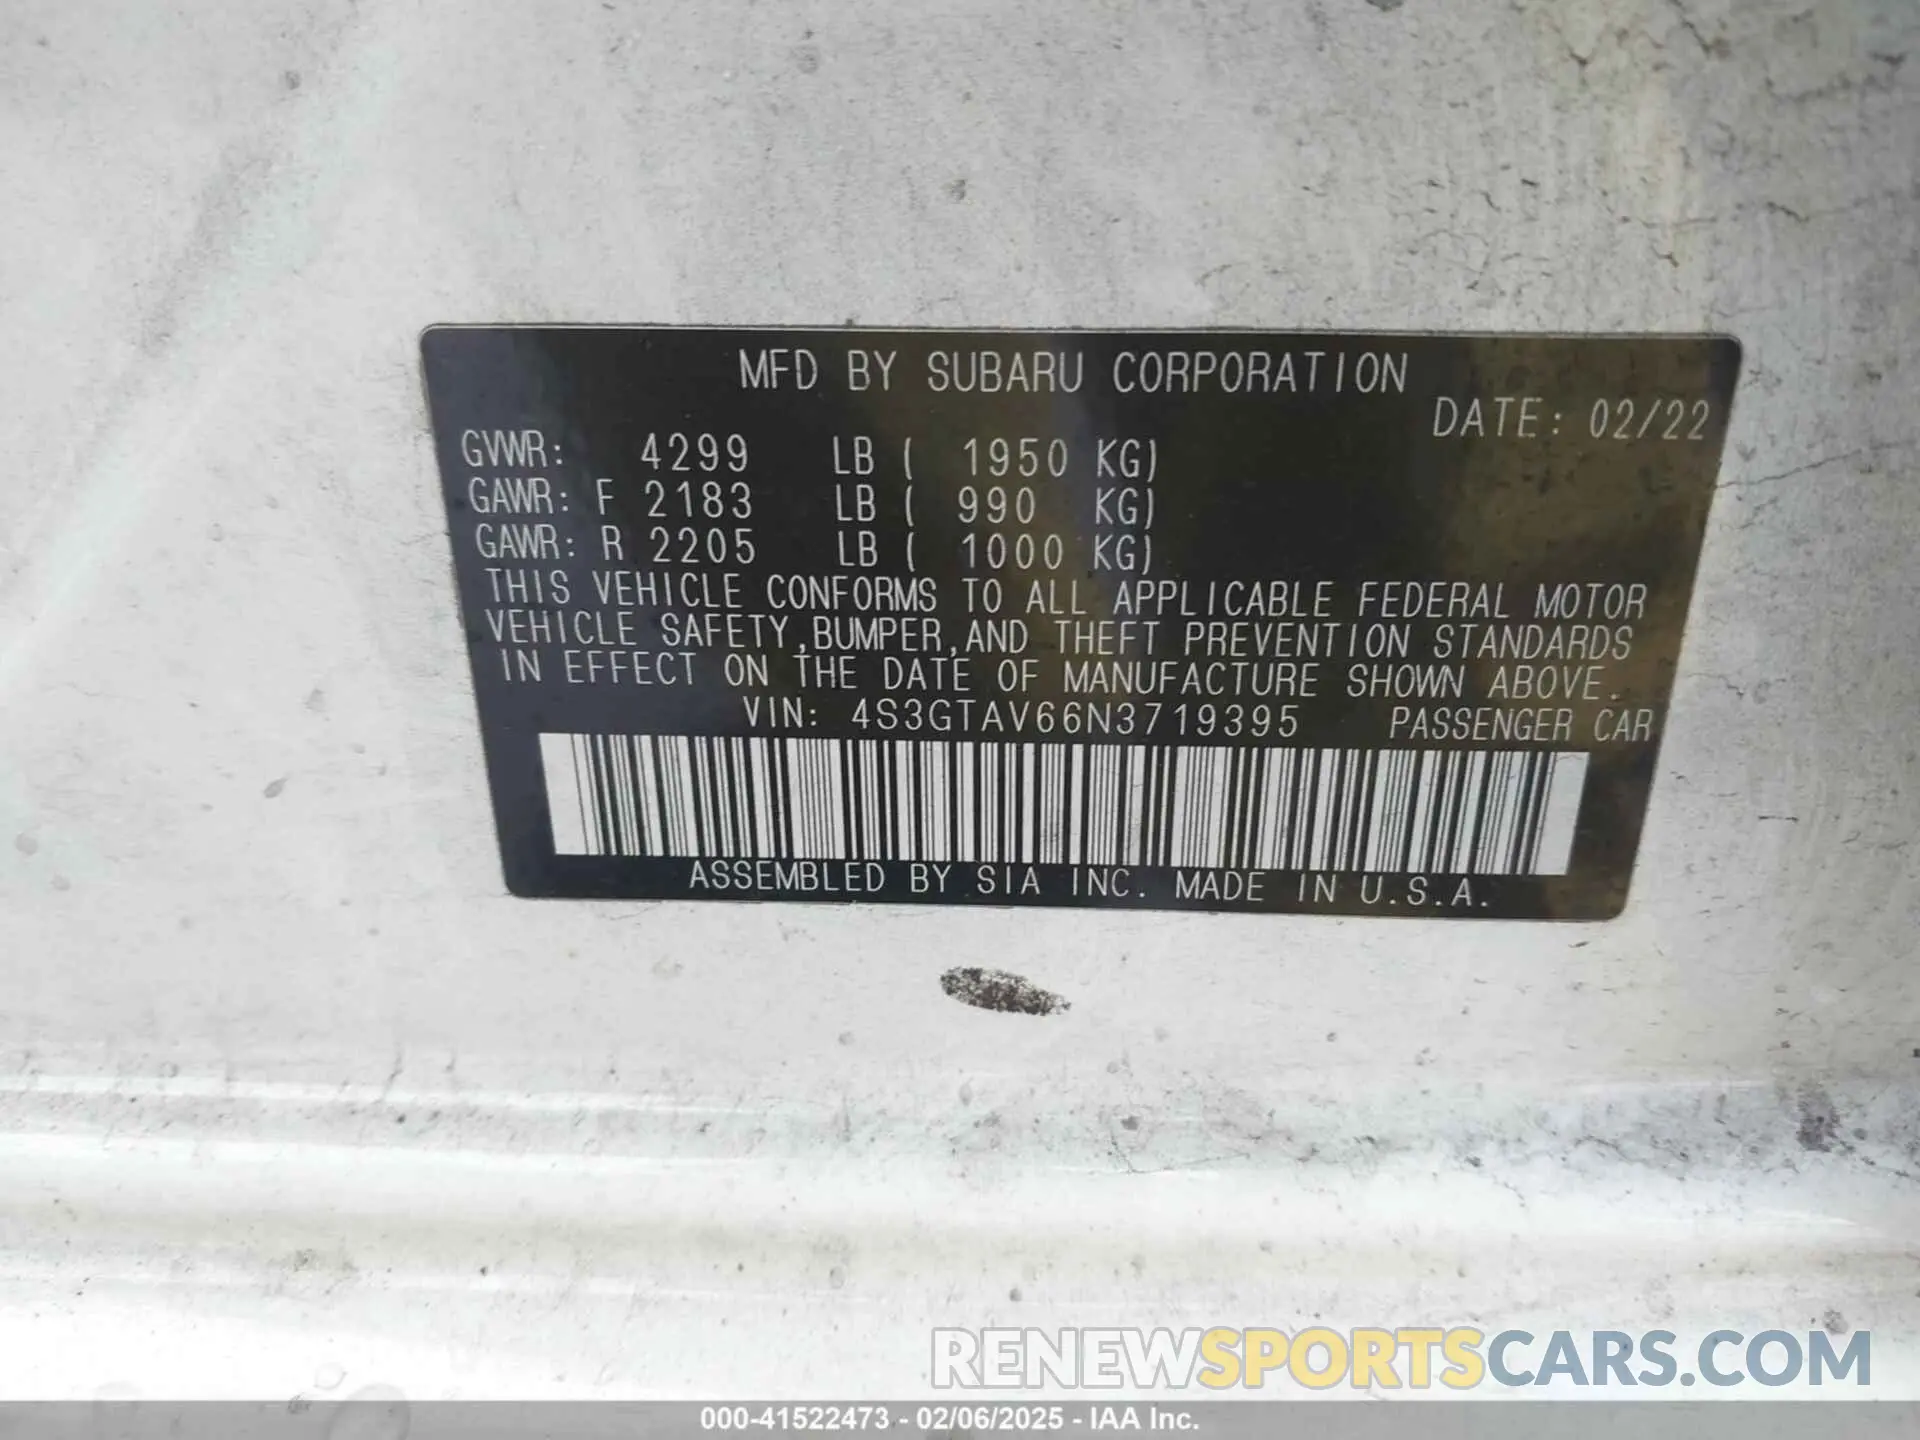 MFD BY SUBARU CORPORATION
DATE: 02/22
GVWR: 4299 LB ( 1950 KG)
GAWR: F 2183 LB ( 990 KG)
GAWR: R 2205 LB ( 1000 KG)
THIS VEHICLE CONFORMS TO ALL APPLICABLE FEDERAL MOTOR
VEHICLE SAFETY,BUMPER,AND THEFT PREVENTION STANDARDS
IN EFFECT ON THE DATE OF MANUFACTURE SHOWN ABOVE.
VIN: 4S3GTAV66N3719395 PASSENGER CAR
ASSEMBLED BY SIA INC. MADE IN U.S.A.
RENEWSPORTSCARS.COM
000-41522473 - 02/06/2025 - IAA Inc.